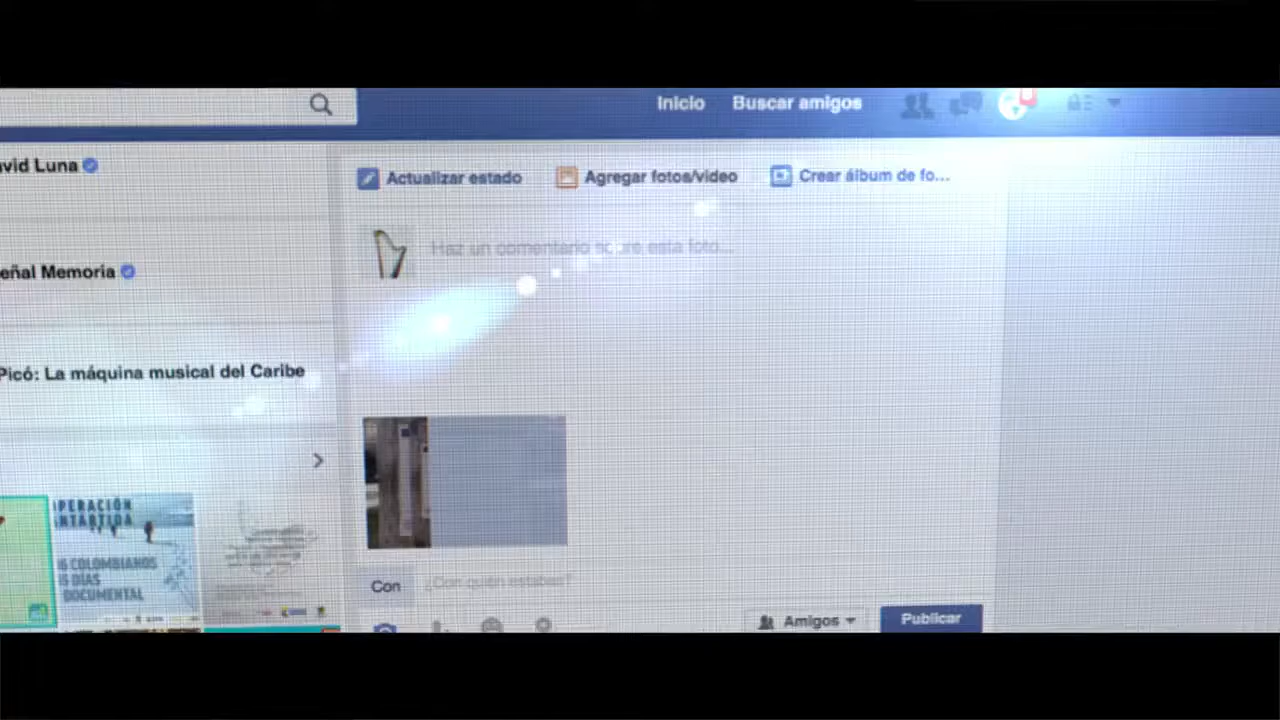 Inicio Buscar amigos
vid Luna
Actualizar estado Agregar fotos/video Crear álbum de fo...
Haz un comentario sobre esta foto...
eñal Memoria
Picó: La máquina musical del Caribe
PERACIÓN
NTÁRTIDA
6 COLOMBIANOS
5 DÍAS
DOCUMENTAL
Con ¿Con quién estabas?
Amigos Publicar